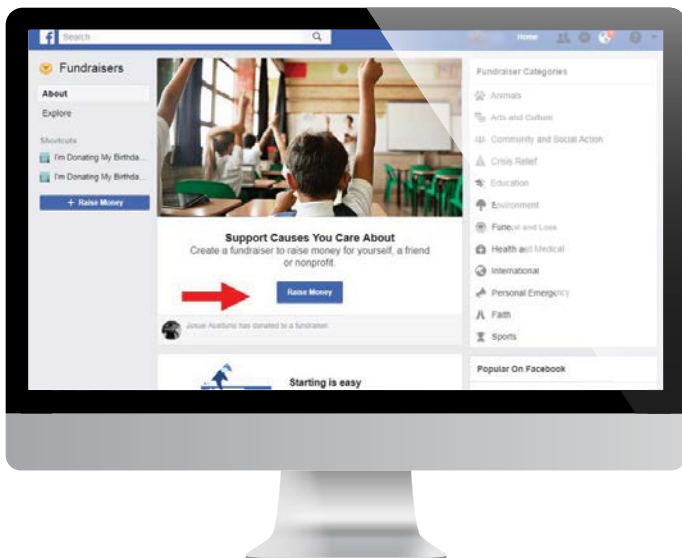 f
Search
Home
Fundraisers
About
Explore
Shortcuts
I'm Donating My Birthda...
I'm Donating My Birthda...
+ Raise Money
Support Causes You Care About
Create a fundraiser to raise money for yourself, a friend
or nonprofit.
Raise Money
has donated to a fundraiser
Starting is easy
Fundraiser Categories
Animals
Arts and Culture
Community and Social Action
Crisis Relief
Education
Environment
Funeral and Loss
Health and Medical
International
Personal Emergency
Faith
Sports
Popular On Facebook